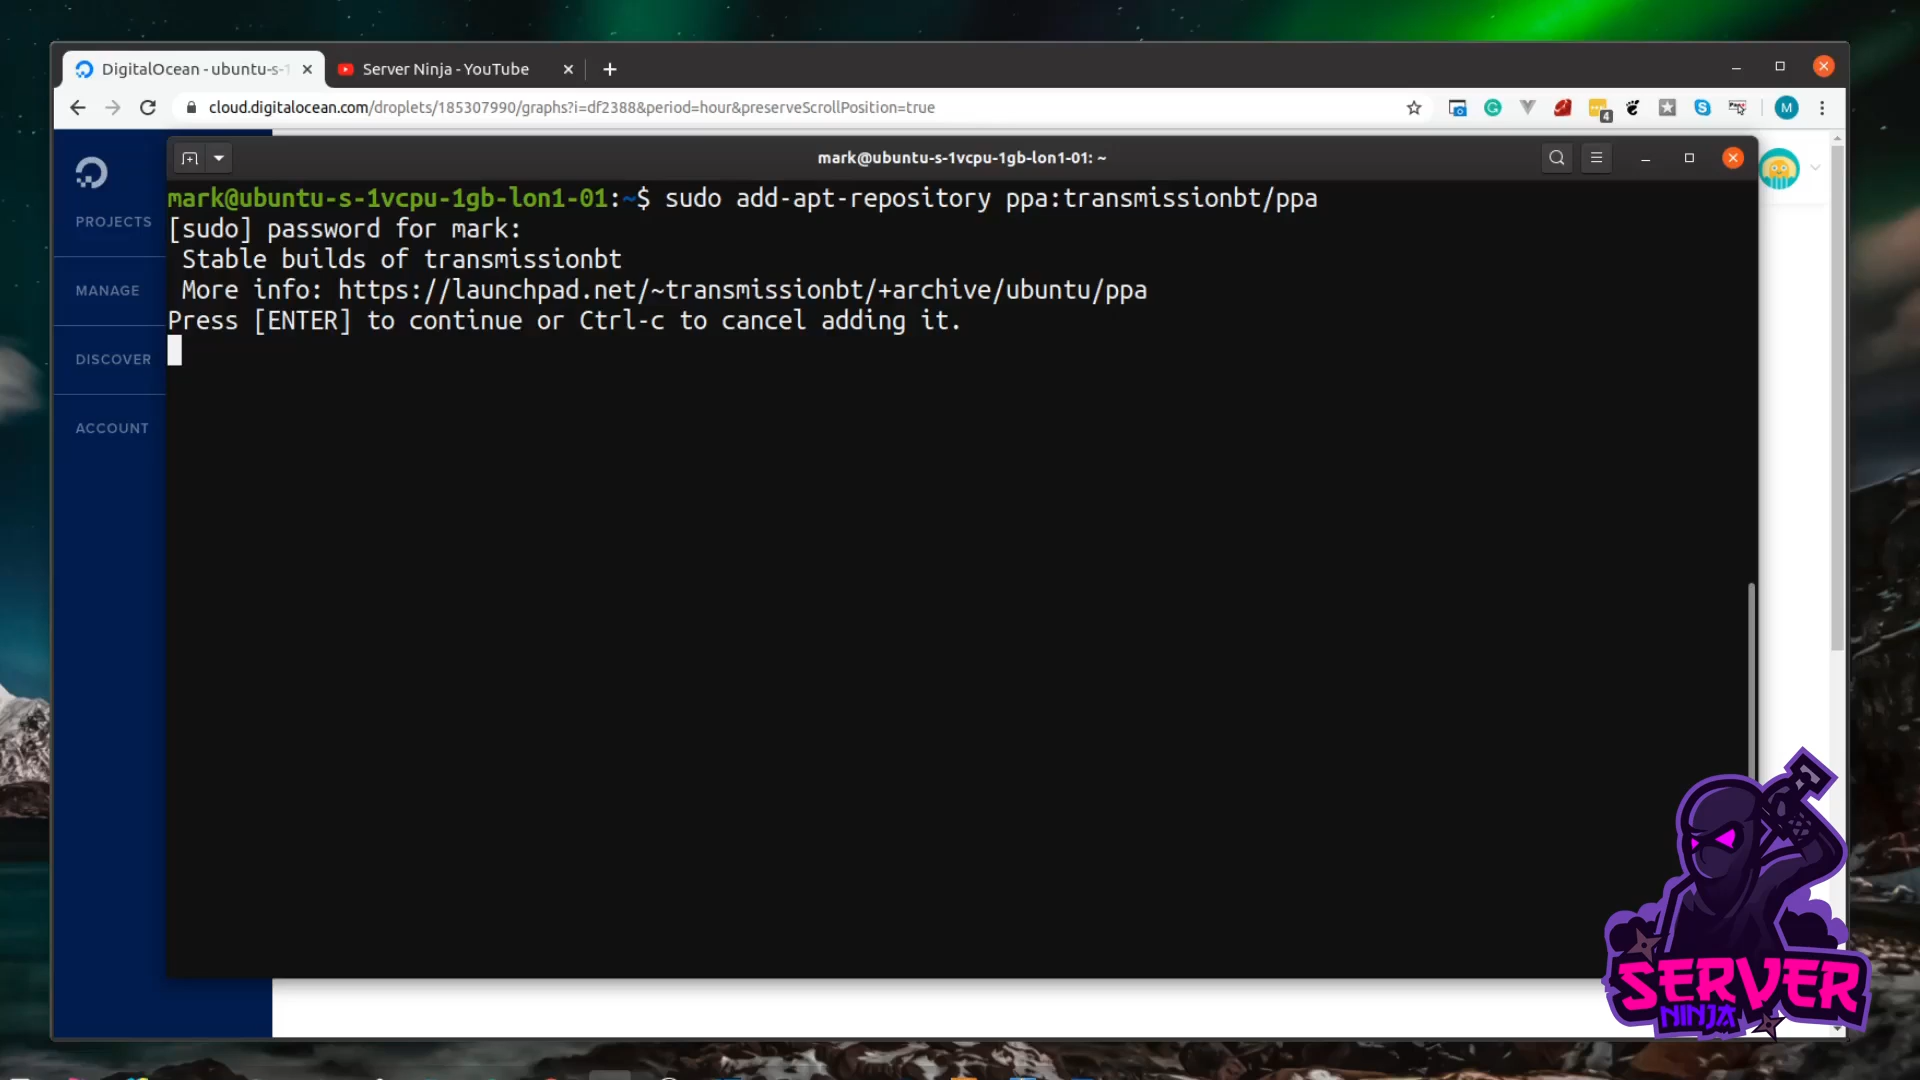 DigitalOcean - ubuntu-s-1
Server Ninja - YouTube
cloud.digitalocean.com/droplets/185307990/graphs?i=df2388&period=hour&preserveScrollPosition=true
4
M
mark@ubuntu-s-1vcpu-1gb-lon1-01: ~
PROJECTS
MANAGE
DISCOVER
ACCOUNT
mark@ubuntu-s-1vcpu-1gb-lon1-01:~$ sudo add-apt-repository ppa:transmissionbt/ppa
[sudo] password for mark:
Stable builds of transmissionbt
More info: https://launchpad.net/~transmissionbt/+archive/ubuntu/ppa
Press [ENTER] to continue or Ctrl-c to cancel adding it.
SERVER
NINJA